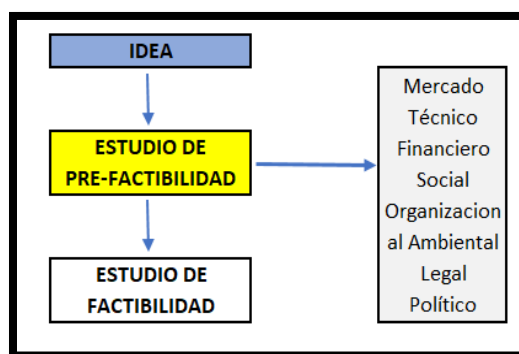 IDEA
ESTUDIO DE
PRE-FACTIBILIDAD
ESTUDIO DE
FACTIBILIDAD
Mercado
Técnico
Financiero
Social
Organizacion
al Ambiental
Legal
Político